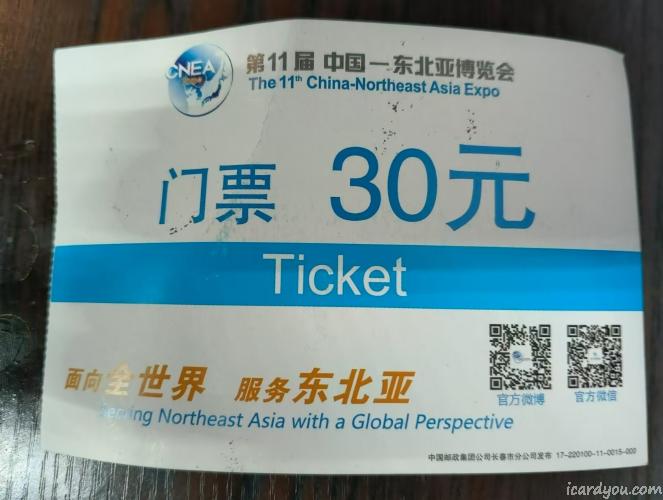 CNEA
第11届 中国—东北亚博览会
The 11th China-Northeast Asia Expo
门票 30元
Ticket
面向全世界 服务东北亚
Serving Northeast Asia with a Global Perspective
官方微博 官方微信
中国邮政集团公司长春市分公司发布 17-220100-11-0015-000
icardyou.com